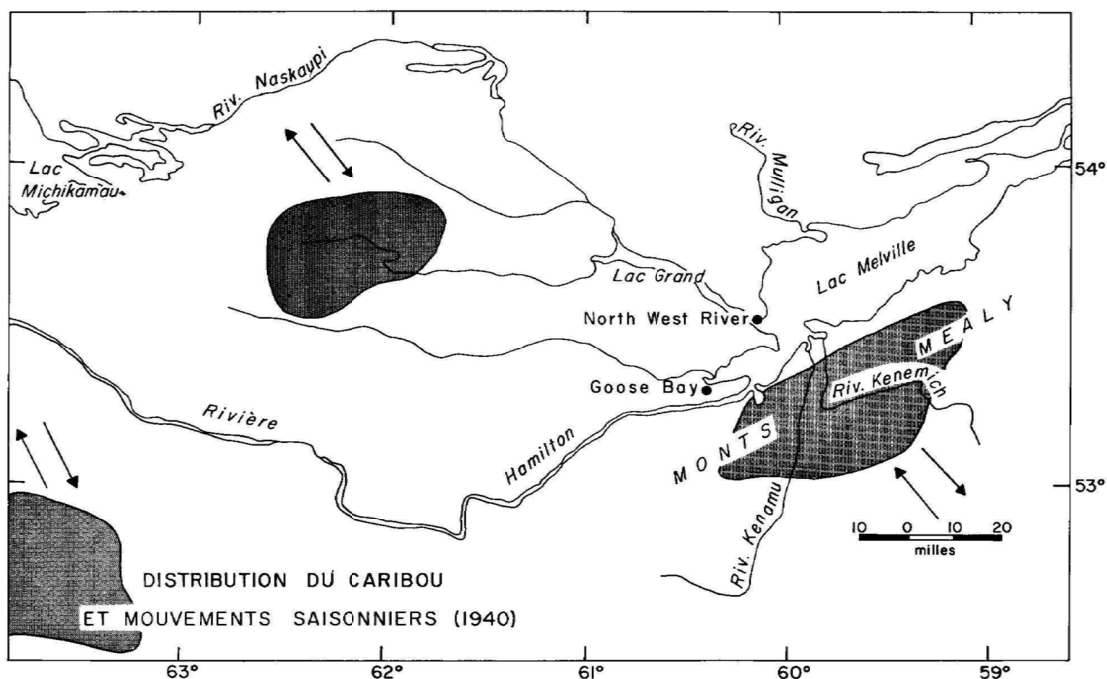 Riv. Naskaupi
Lac
Michikamau
Riv. Mulligan
54°
Lac Grand
Lac Melville
North West River
MONTS MEALY
Riv. Kenemich
Goose Bay
Rivière Hamilton
53°
Riv. Kenamu
10 0 10 20
milles
DISTRIBUTION DU CARIBOU
ET MOUVEMENTS SAISONNIERS (1940)
63° 62° 61° 60° 59°